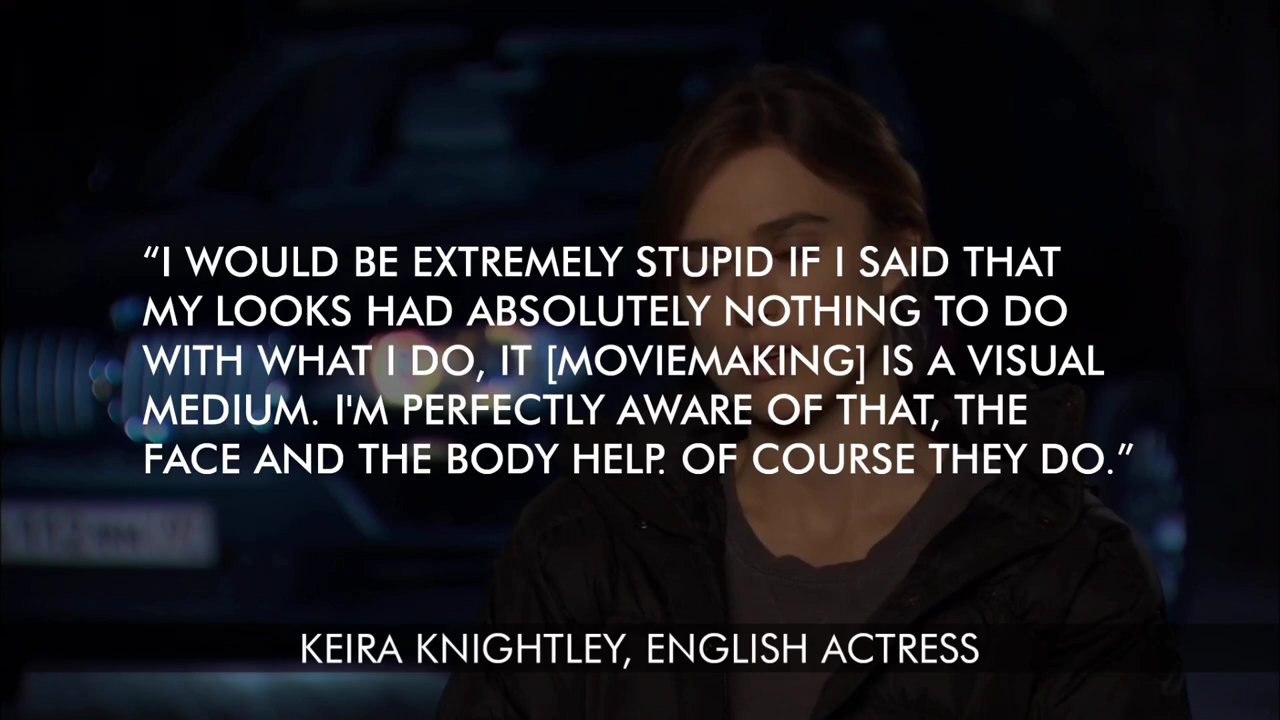 “I WOULD BE EXTREMELY STUPID IF I SAID THAT
MY LOOKS HAD ABSOLUTELY NOTHING TO DO
WITH WHAT I DO, IT [MOVIEMAKING] IS A VISUAL
MEDIUM. I'M PERFECTLY AWARE OF THAT, THE
FACE AND THE BODY HELP. OF COURSE THEY DO.”
KEIRA KNIGHTLEY, ENGLISH ACTRESS